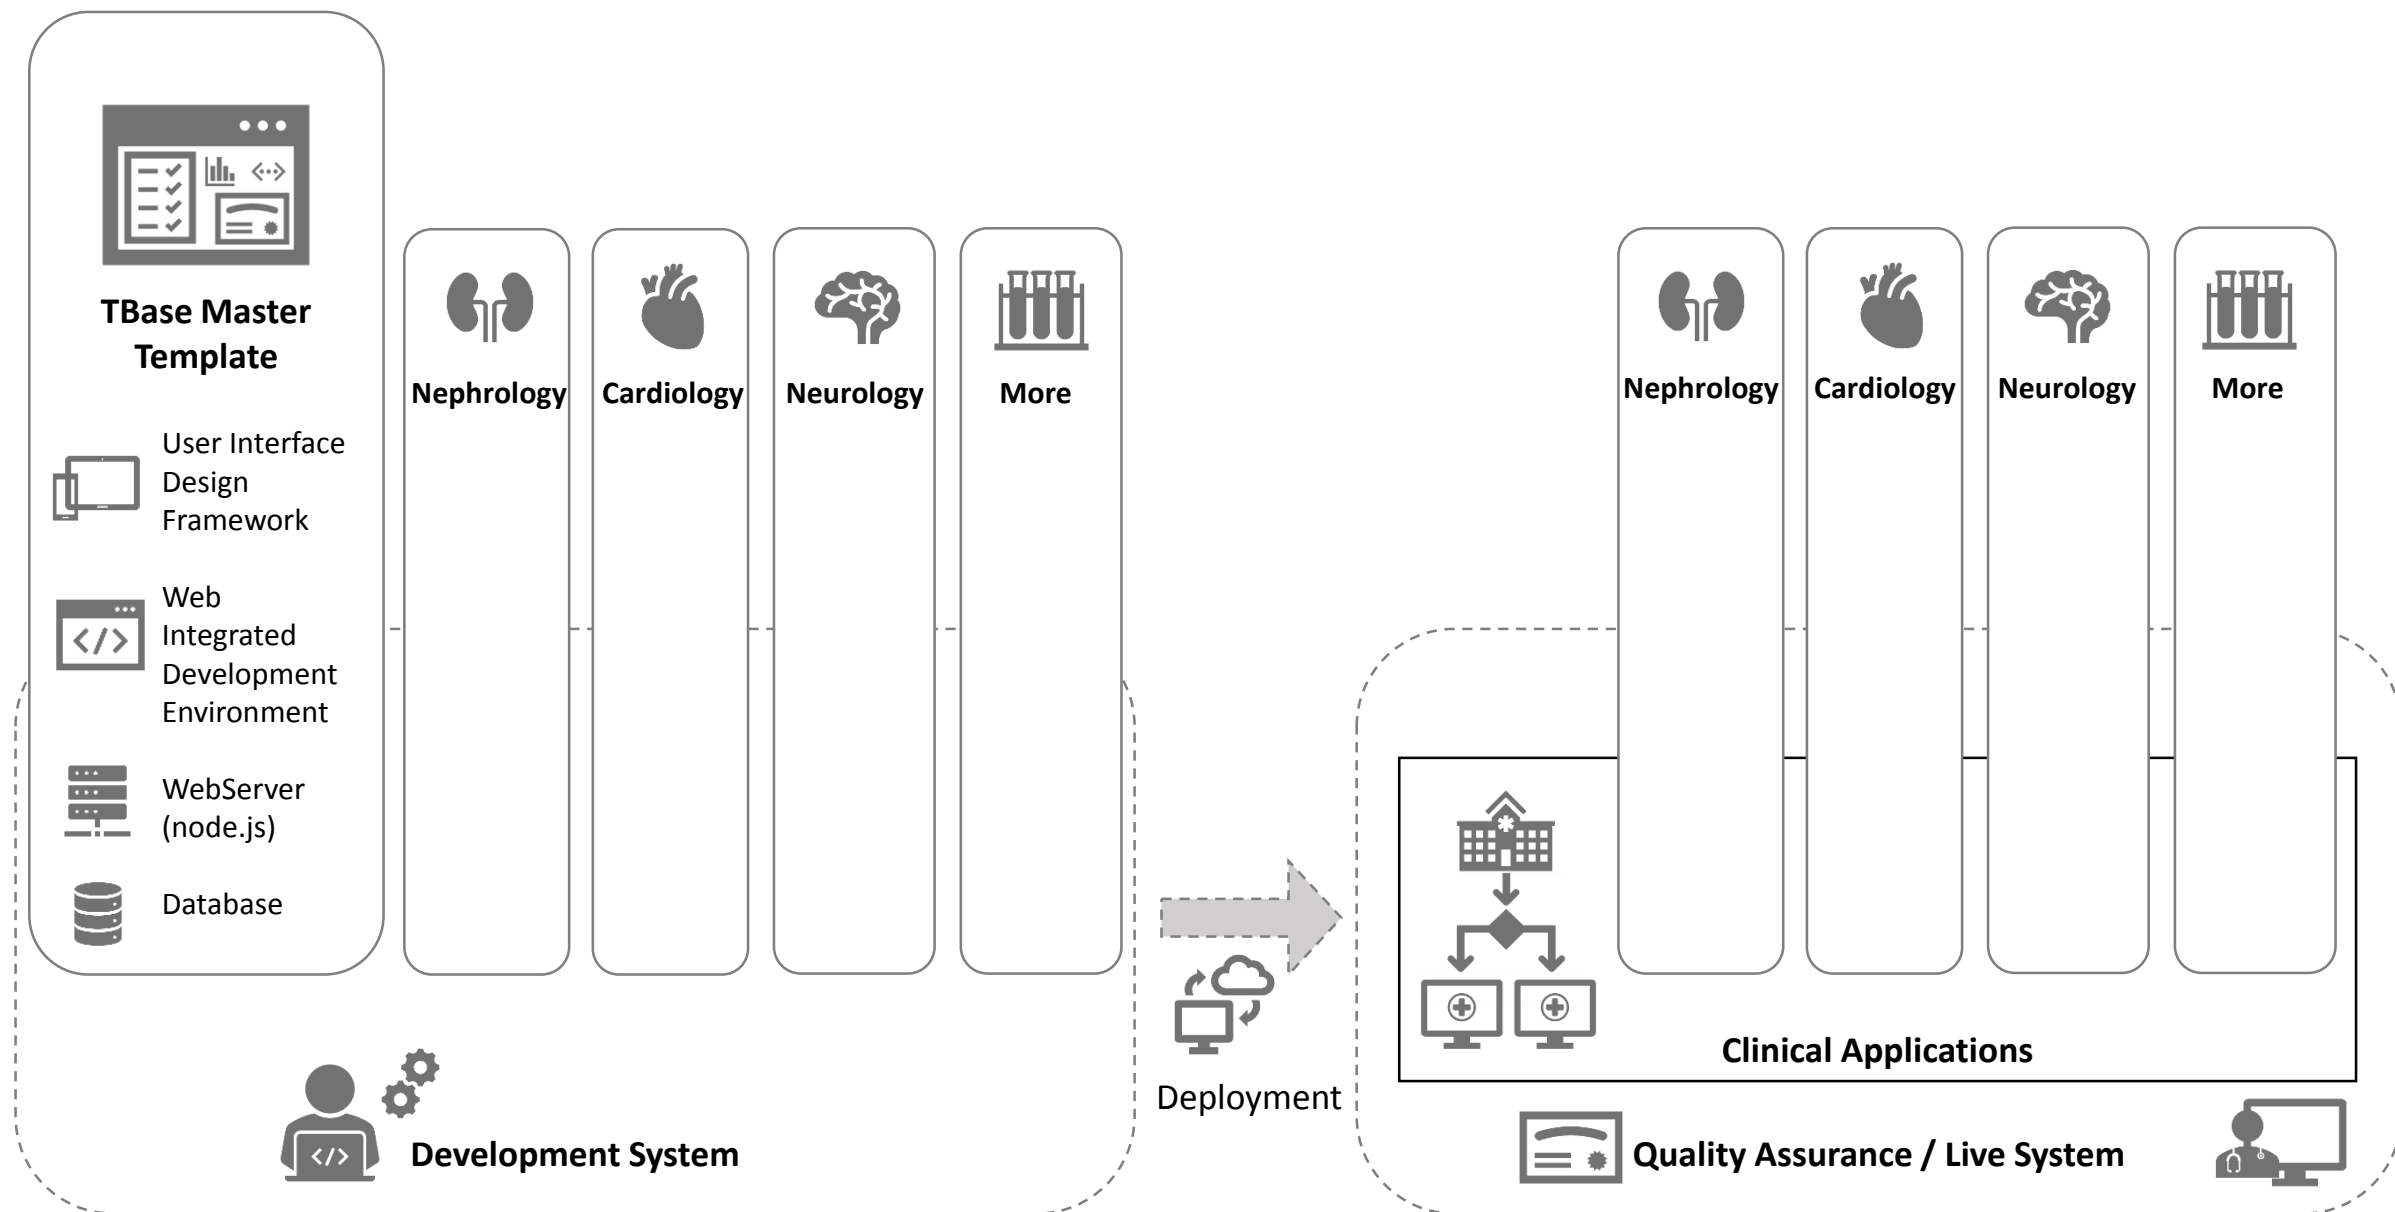 TBase Master
Template
User Interface
Design
Framework
Web
Integrated
Development
Environment
WebServer
(node.js)
Database
Nephrology
Cardiology
Neurology
More
Development System
Deployment
Nephrology
Cardiology
Neurology
More
Clinical Applications
Quality Assurance / Live System